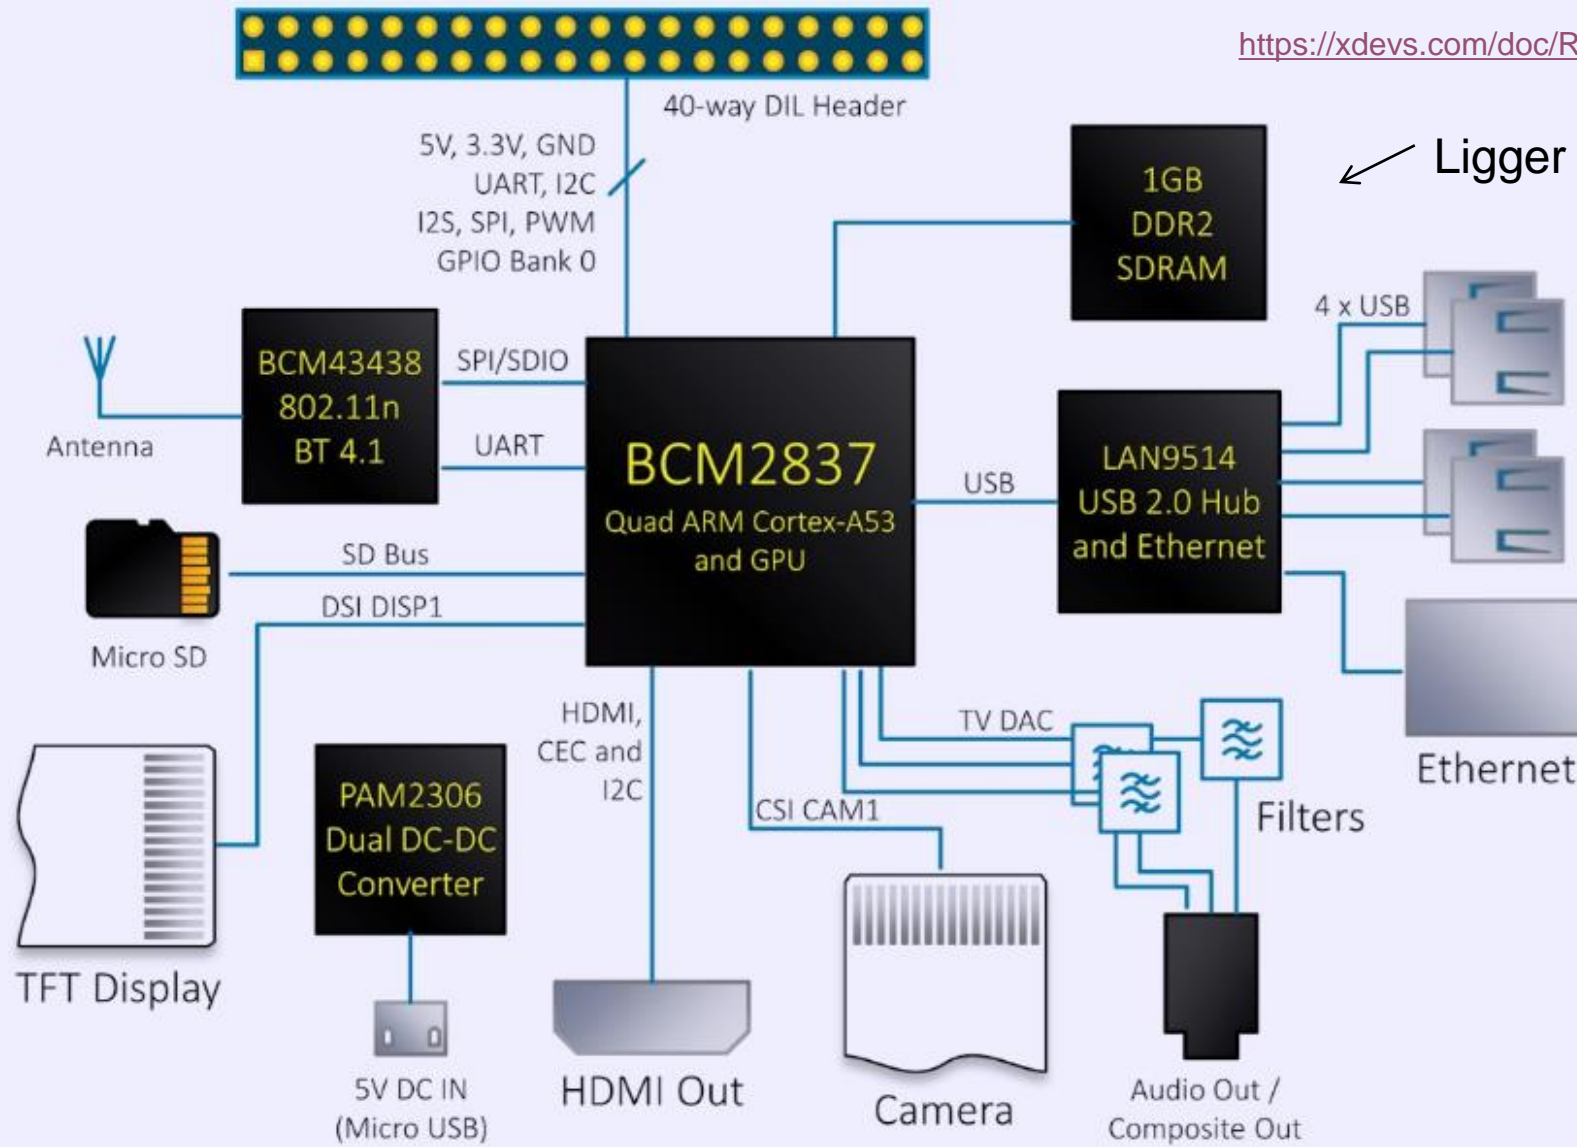 https://xdevs.com/doc/R
40-way DIL Header
5V, 3.3V, GND
UART, I2C
I2S, SPI, PWM
GPIO Bank 0
1GB
DDR2
SDRAM
Ligger
4 x USB
BCM43438
802.11n
BT 4.1
SPI/SDIO
UART
Antenna
BCM2837
Quad ARM Cortex-A53
and GPU
USB
LAN9514
USB 2.0 Hub
and Ethernet
SD Bus
DSI DISP1
Micro SD
HDMI,
CEC and
I2C
TV DAC
CSI CAM1
Filters
Ethernet
PAM2306
Dual DC-DC
Converter
TFT Display
5V DC IN
(Micro USB)
HDMI Out
Camera
Audio Out /
Composite Out